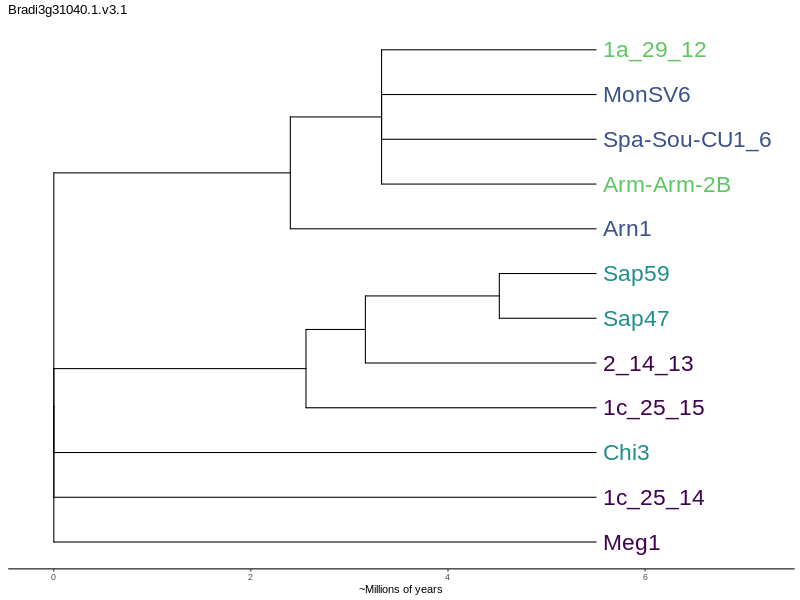 Bradi3g31040.1.v3.1
1a_29_12
MonSV6
Spa-Sou-CU1_6
Arm-Arm-2B
Arn1
Sap59
Sap47
2_14_13
1c_25_15
Chi3
1c_25_14
Meg1
0 2 4 6
~Millions of years